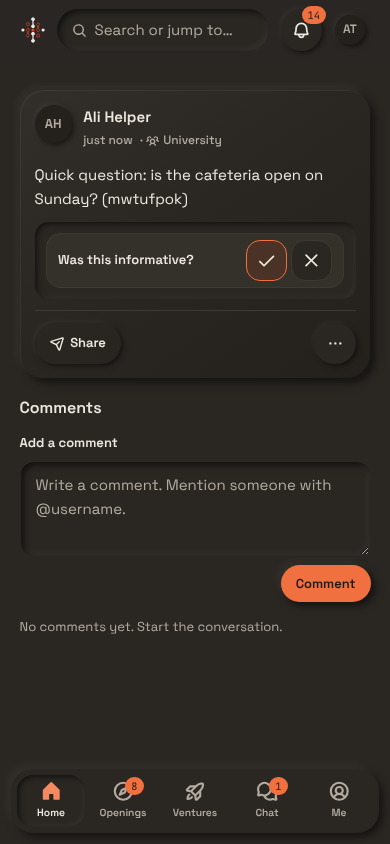 Search or jump to...
14
AT
AH
Ali Helper
just now · University
Quick question: is the cafeteria open on
Sunday? (mwtufpok)
Was this informative?
Share
Comments
Add a comment
Write a comment. Mention someone with
@username.
Comment
No comments yet. Start the conversation.
8
1
Home
Openings
Ventures
Chat
Me